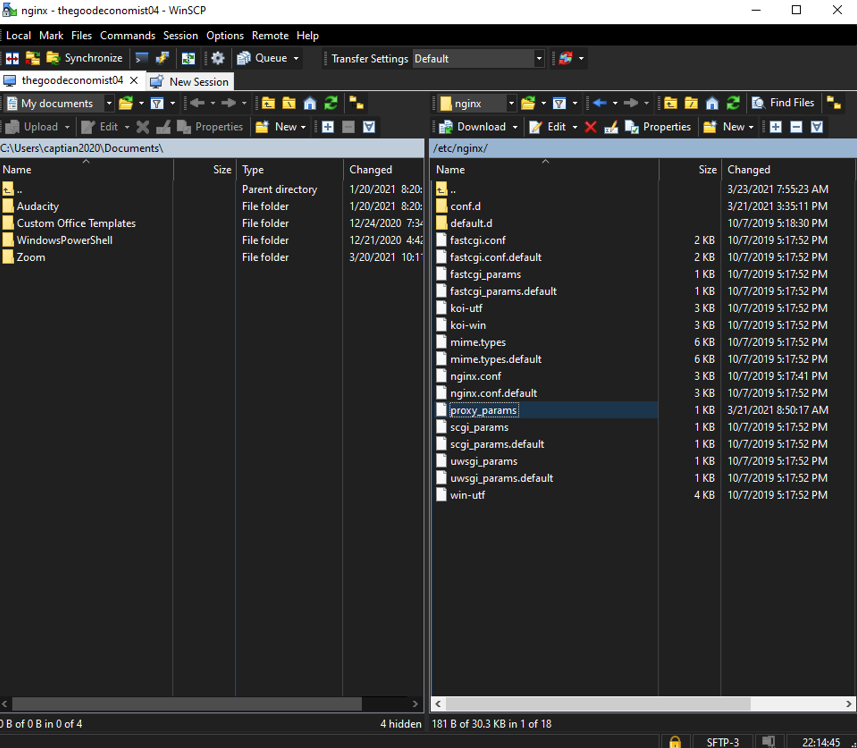 nginx - thegoodeconomist04 - WinSCP
Local Mark Files Commands Session Options Remote Help
Synchronize Queue Transfer Settings Default
thegoodeconomist04 New Session
My documents
nginx Find Files
Upload Edit Properties New
Download Edit Properties New
C:\Users\captian2020\Documents\
/etc/nginx/
Name Size Type Changed
.. Parent directory 1/20/2021 8:20:
Audacity File folder 1/20/2021 8:20:
Custom Office Templates File folder 12/24/2020 7:34
WindowsPowerShell File folder 12/21/2020 4:42
Zoom File folder 3/20/2021 10:11
Name Size Changed
.. 3/23/2021 7:55:23 AM
conf.d 3/21/2021 3:35:11 PM
default.d 10/7/2019 5:18:30 PM
fastcgi.conf 2 KB 10/7/2019 5:17:52 PM
fastcgi.conf.default 2 KB 10/7/2019 5:17:52 PM
fastcgi_params 1 KB 10/7/2019 5:17:52 PM
fastcgi_params.default 1 KB 10/7/2019 5:17:52 PM
koi-utf 3 KB 10/7/2019 5:17:52 PM
koi-win 3 KB 10/7/2019 5:17:52 PM
mime.types 6 KB 10/7/2019 5:17:52 PM
mime.types.default 6 KB 10/7/2019 5:17:52 PM
nginx.conf 3 KB 10/7/2019 5:17:41 PM
nginx.conf.default 3 KB 10/7/2019 5:17:52 PM
proxy_params 1 KB 3/21/2021 8:50:17 AM
scgi_params 1 KB 10/7/2019 5:17:52 PM
scgi_params.default 1 KB 10/7/2019 5:17:52 PM
uwsgi_params 1 KB 10/7/2019 5:17:52 PM
uwsgi_params.default 1 KB 10/7/2019 5:17:52 PM
win-utf 4 KB 10/7/2019 5:17:52 PM
0 B of 0 B in 0 of 4 4 hidden
181 B of 30.3 KB in 1 of 18
SFTP-3 22:14:45